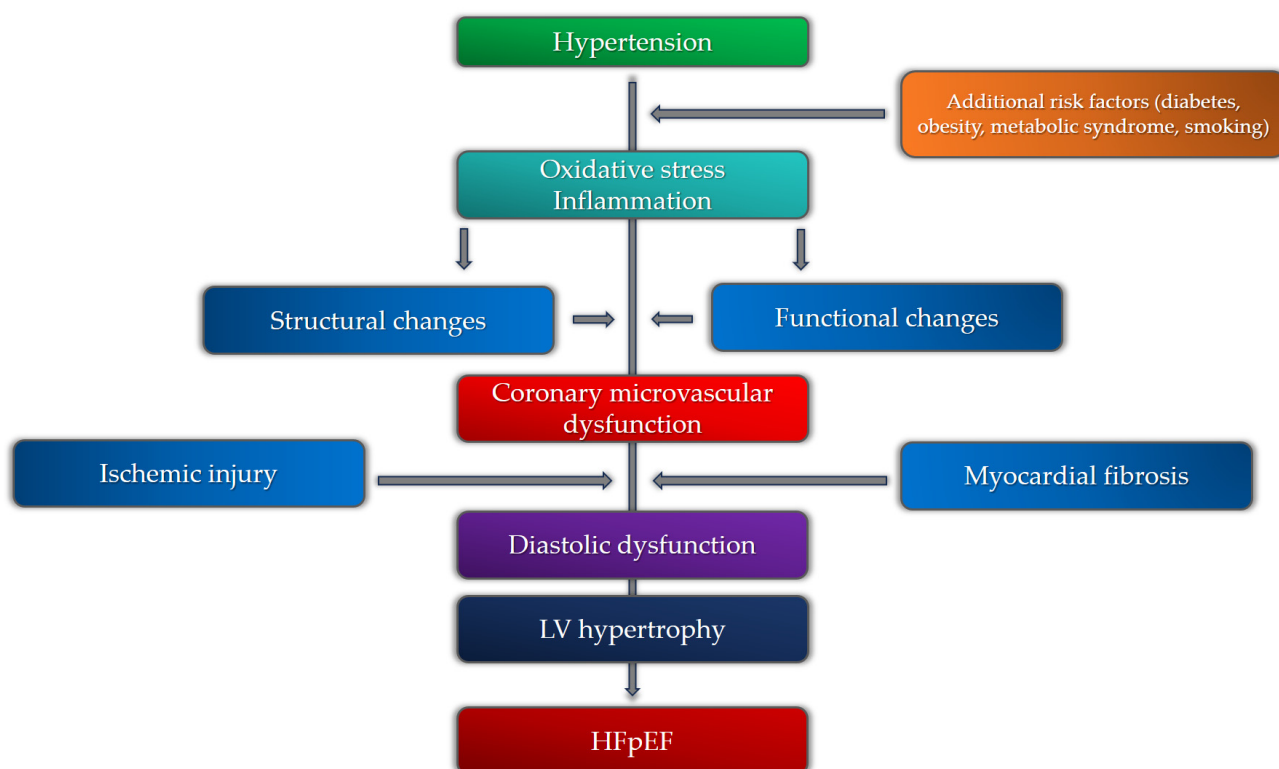 Hypertension
Additional risk factors (diabetes,
obesity, metabolic syndrome, smoking)
Oxidative stress
Inflammation
Structural changes
Functional changes
Coronary microvascular
dysfunction
Ischemic injury
Myocardial fibrosis
Diastolic dysfunction
LV hypertrophy
HFpEF